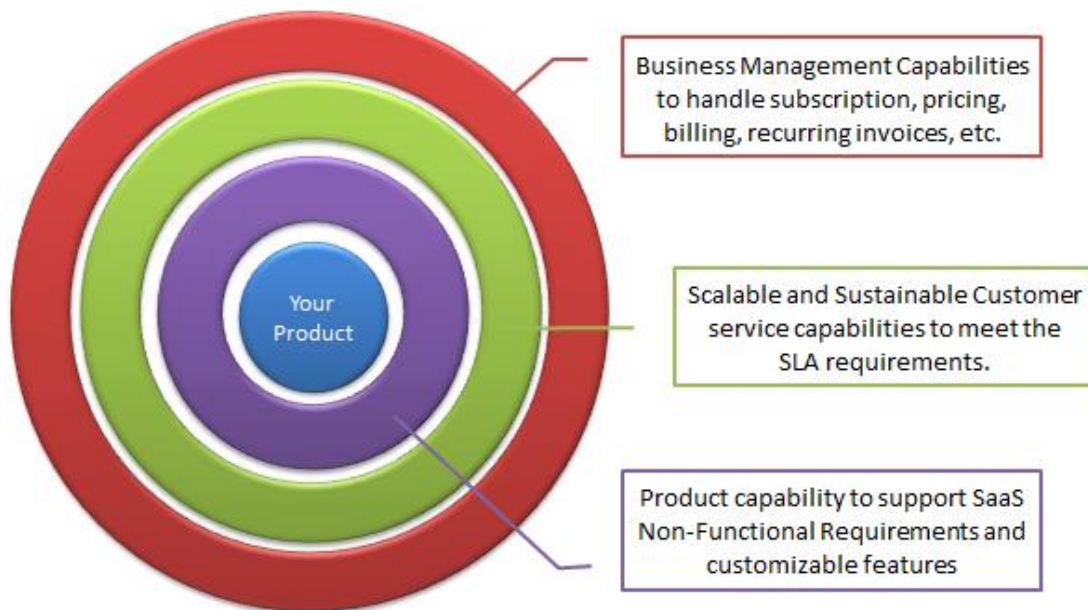 Business Management Capabilities
to handle subscription, pricing,
billing, recurring invoices, etc.
Your
Product
Scalable and Sustainable Customer
service capabilities to meet the
SLA requirements.
Product capability to support SaaS
Non-Functional Requirements and
customizable features